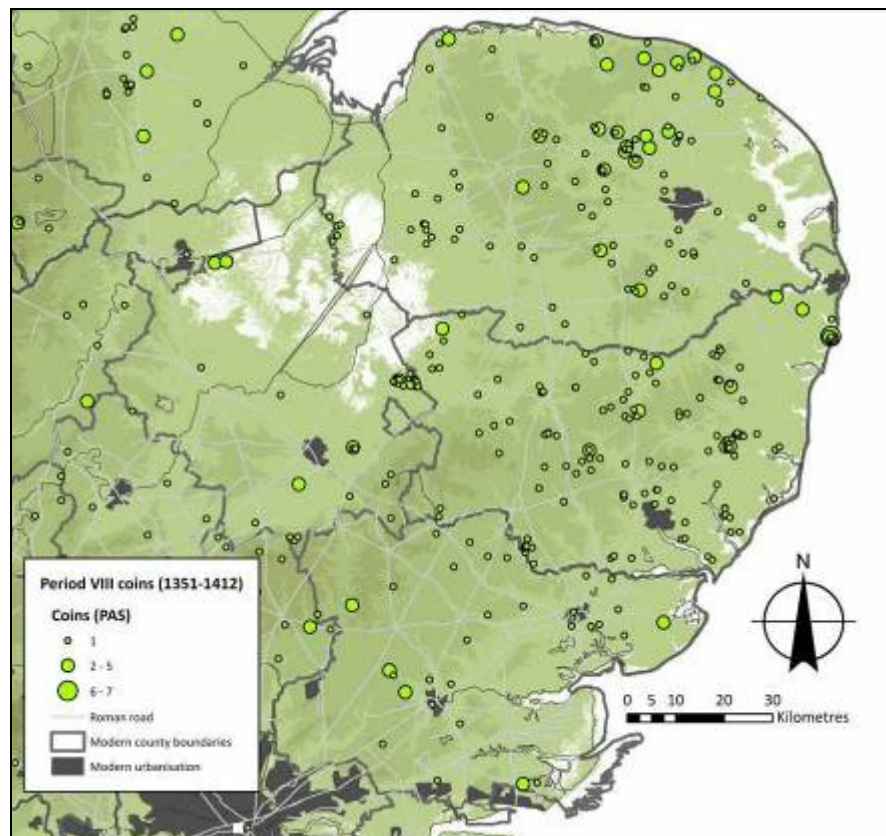 N
Period VIII coins (1351-1412)
Coins (PAS)
1
2 - 5
6 - 7
Roman road
Modern county boundaries
Modern urbanisation
0 5 10 20 30
Kilometres